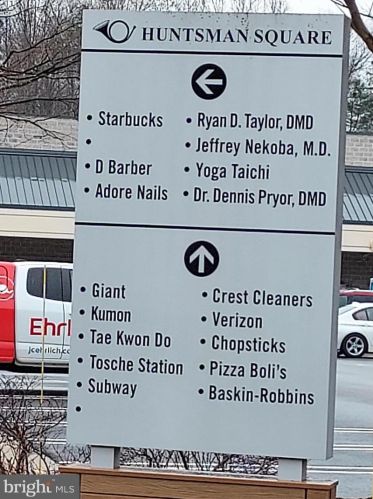 HUNTSMAN SQUARE
• Starbucks
•
• D Barber
• Adore Nails
• Ryan D. Taylor, DMD
• Jeffrey Nekoba, M.D.
• Yoga Taichi
• Dr. Dennis Pryor, DMD
• Giant
• Kumon
• Tae Kwon Do
• Tosche Station
• Subway
•
• Crest Cleaners
• Verizon
• Chopsticks
• Pizza Boli's
• Baskin-Robbins
Ehrl
jcehrlich.c
bright MLS